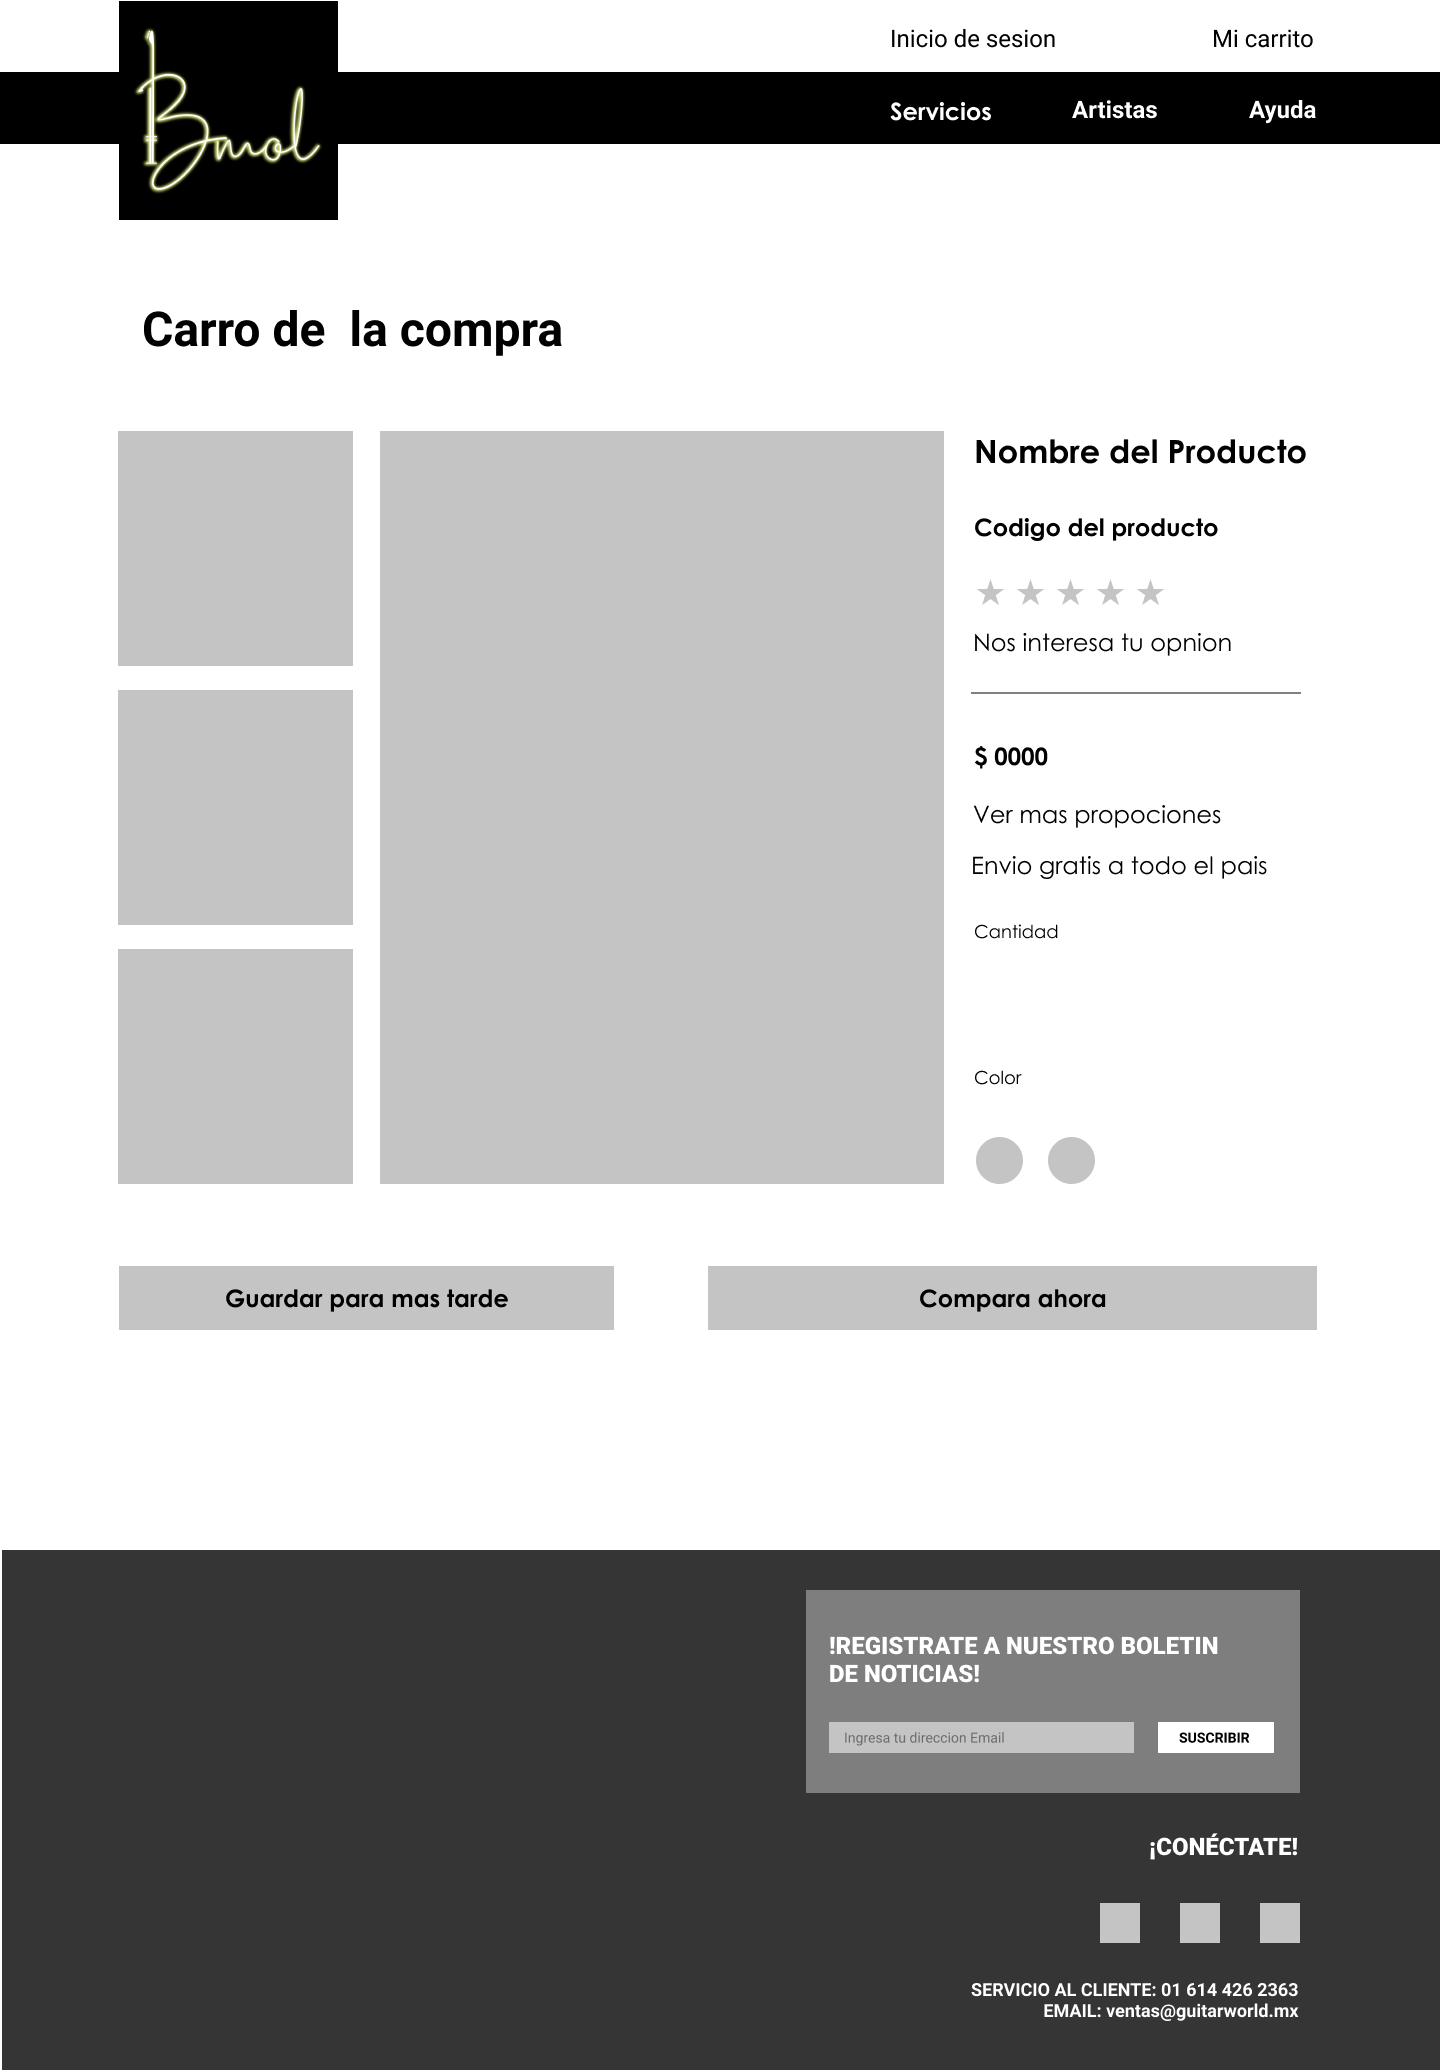 Inicio de sesion
Mi carrito
Bmol
Servicios
Artistas
Ayuda
Carro de  la compra
Nombre del Producto
Codigo del producto
Nos interesa tu opnion
$ 0000
Ver mas propociones
Envio gratis a todo el pais
Cantidad
Color
Guardar para mas tarde
Compara ahora
!REGISTRATE A NUESTRO BOLETIN
DE NOTICIAS!
Ingresa tu direccion Email
SUSCRIBIR
¡CONÉCTATE!
SERVICIO AL CLIENTE: 01 614 426 2363
EMAIL: ventas@guitarworld.mx